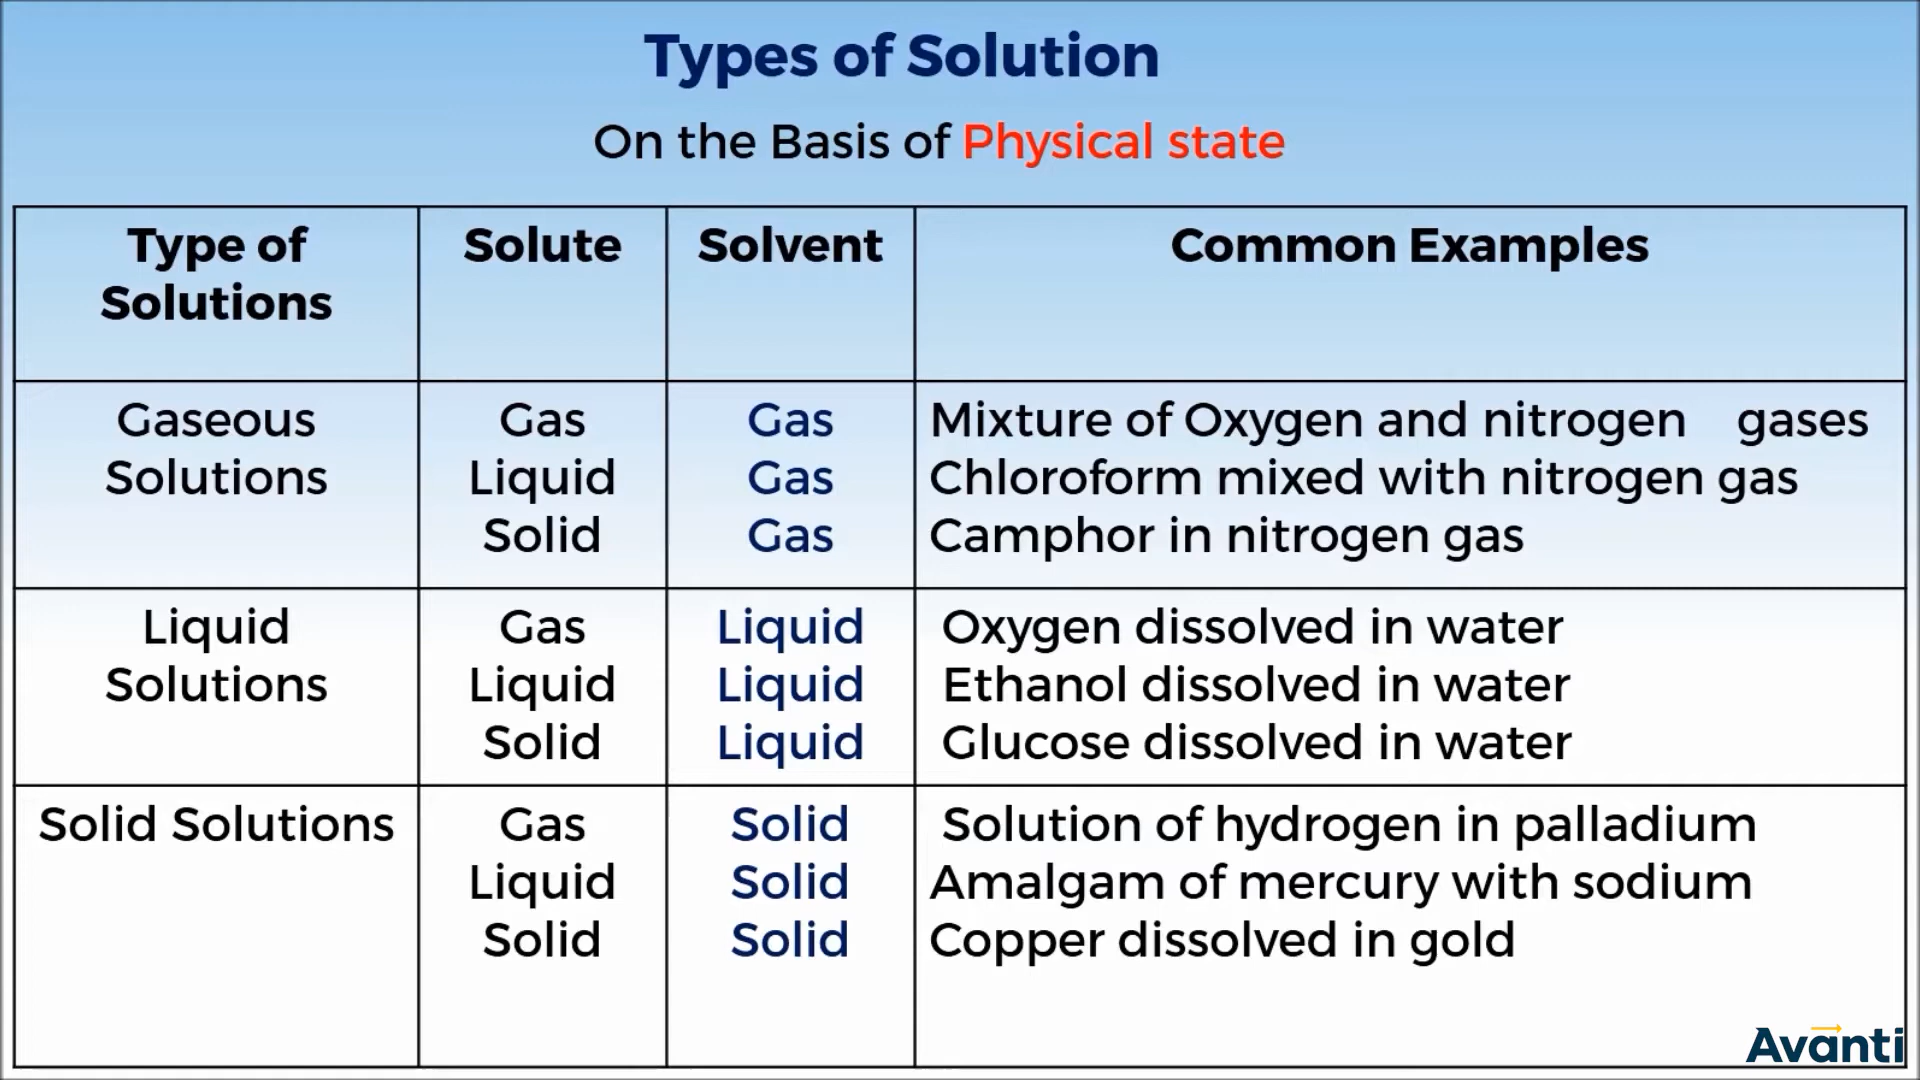 Types of Solution
On the Basis of Physical state
Type of Solutions Solute Solvent Common Examples
Gaseous Solutions Gas Gas Mixture of Oxygen and nitrogen gases
Liquid Gas Chloroform mixed with nitrogen gas
Solid Gas Camphor in nitrogen gas
Liquid Solutions Gas Liquid Oxygen dissolved in water
Liquid Liquid Ethanol dissolved in water
Solid Liquid Glucose dissolved in water
Solid Solutions Gas Solid Solution of hydrogen in palladium
Liquid Solid Amalgam of mercury with sodium
Solid Solid Copper dissolved in gold
Avanti